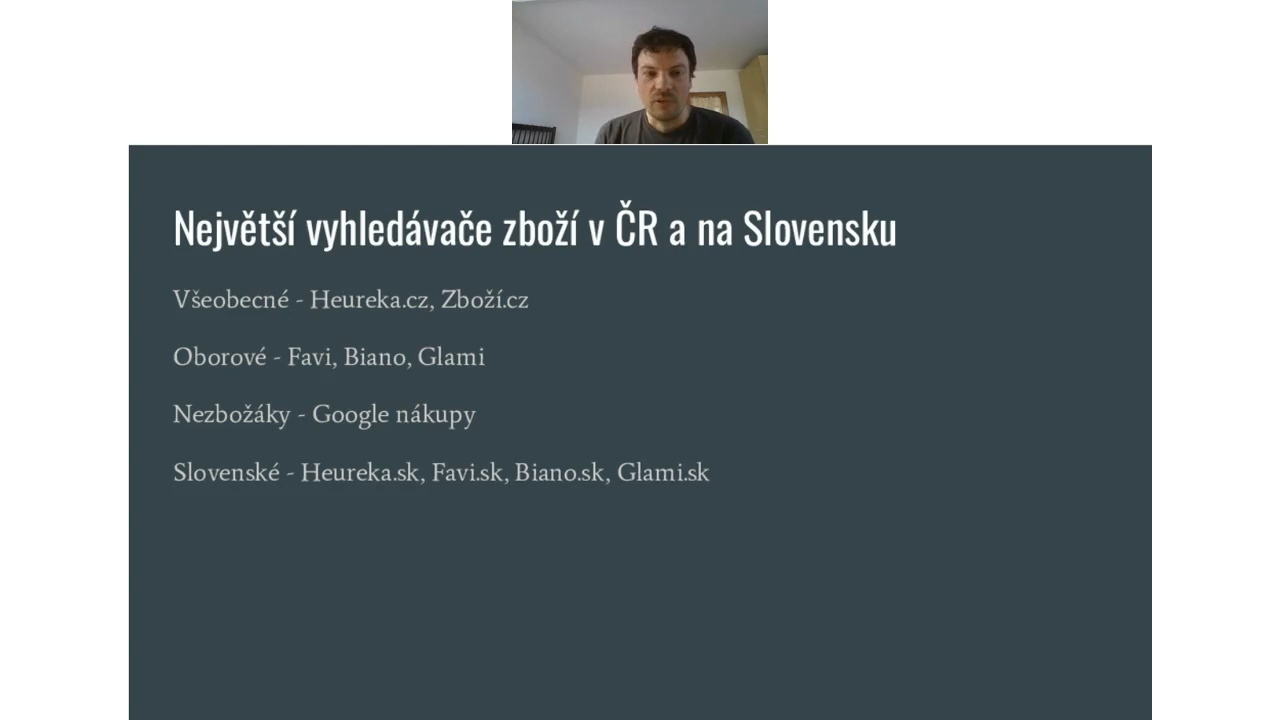 Největší vyhledávače zboží v ČR a na Slovensku
Všeobecné - Heureka.cz, Zboží.cz
Oborové - Favi, Biano, Glami
Nezbožáky - Google nákupy
Slovenské - Heureka.sk, Favi.sk, Biano.sk, Glami.sk